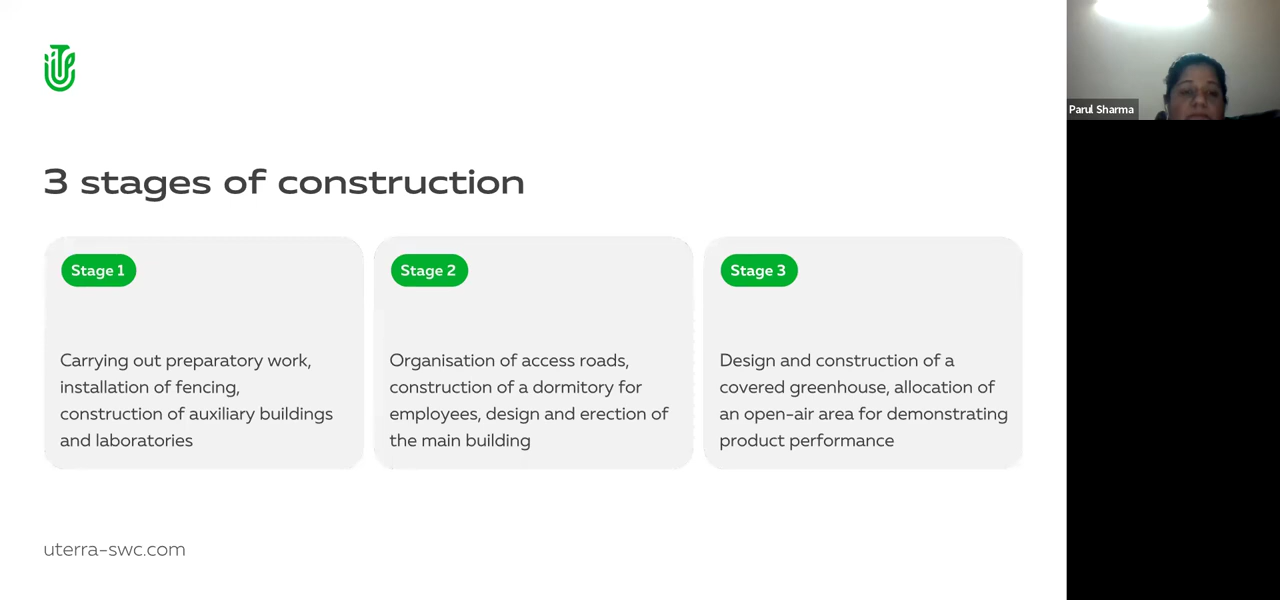 3 stages of construction
Stage 1
Carrying out preparatory work,
installation of fencing,
construction of auxiliary buildings
and laboratories
Stage 2
Organisation of access roads,
construction of a dormitory for
employees, design and erection of
the main building
Stage 3
Design and construction of a
covered greenhouse, allocation of
an open-air area for demonstrating
product performance
uterra-swc.com
Parul Sharma